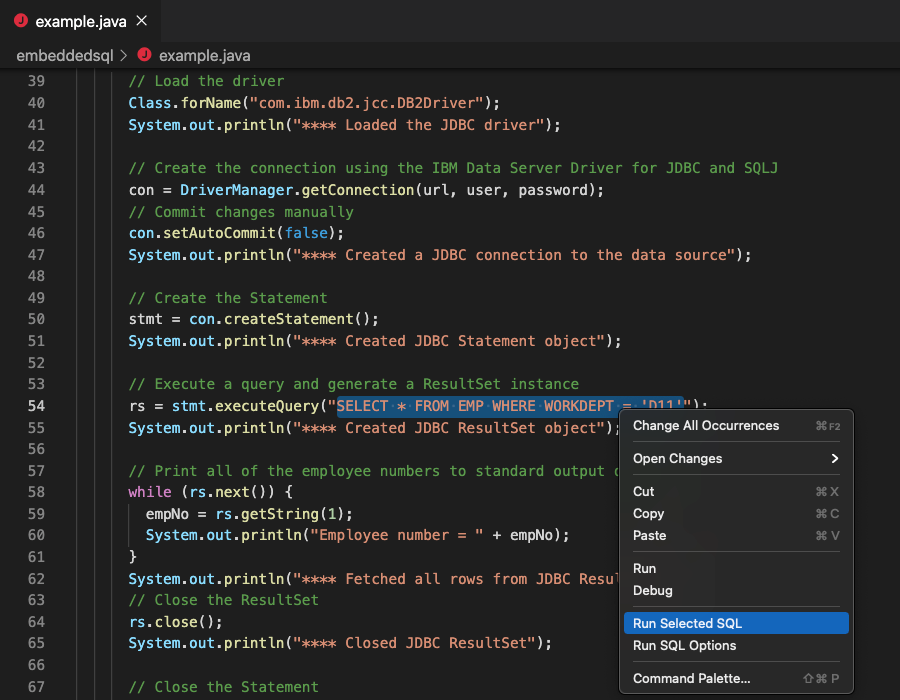 example.java
embeddedsql > example.java
39 // Load the driver
40 Class.forName("com.ibm.db2.jcc.DB2Driver");
41 System.out.println("**** Loaded the JDBC driver");
42
43 // Create the connection using the IBM Data Server Driver for JDBC and SQLJ
44 con = DriverManager.getConnection(url, user, password);
45 // Commit changes manually
46 con.setAutoCommit(false);
47 System.out.println("**** Created a JDBC connection to the data source");
48
49 // Create the Statement
50 stmt = con.createStatement();
51 System.out.println("**** Created JDBC Statement object");
52
53 // Execute a query and generate a ResultSet instance
54 rs = stmt.executeQuery("SELECT * FROM EMP WHERE WORKDEPT = 'D11'");
55 System.out.println("**** Created JDBC ResultSet object");
56
57 // Print all of the employee numbers to standard output
58 while (rs.next()) {
59 empNo = rs.getString(1);
60 System.out.println("Employee number = " + empNo);
61 }
62 System.out.println("**** Fetched all rows from JDBC Resul
63 // Close the ResultSet
64 rs.close();
65 System.out.println("**** Closed JDBC ResultSet");
66
67 // Close the Statement
Change All Occurrences ⌘F2
Open Changes >
Cut ⌘X
Copy ⌘C
Paste ⌘V
Run
Debug
Run Selected SQL
Run SQL Options
Command Palette... ⇧⌘P